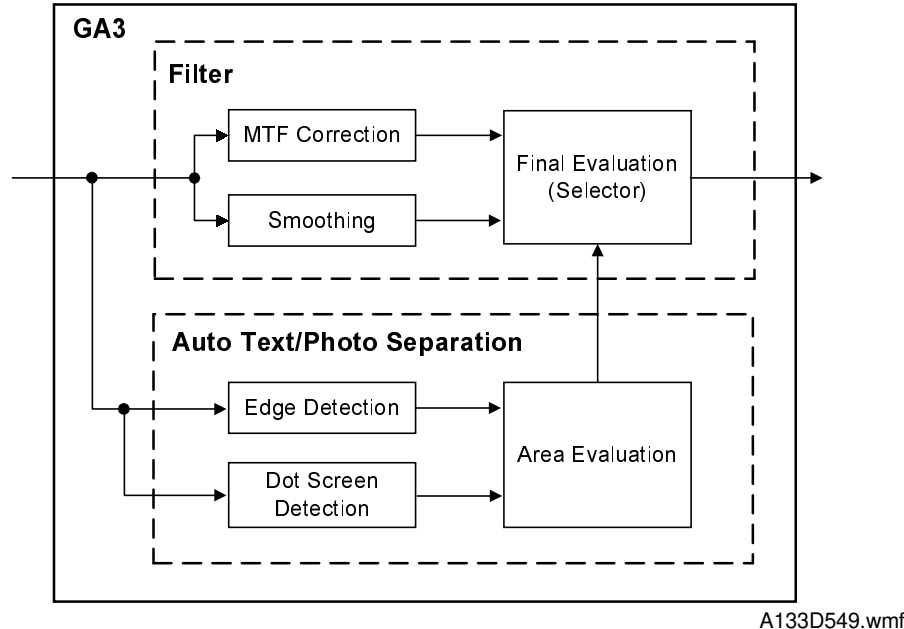 GA3
Filter
MTF Correction
Smoothing
Final Evaluation
(Selector)
Auto Text/Photo Separation
Edge Detection
Dot Screen
Detection
Area Evaluation
A133D549.wmf